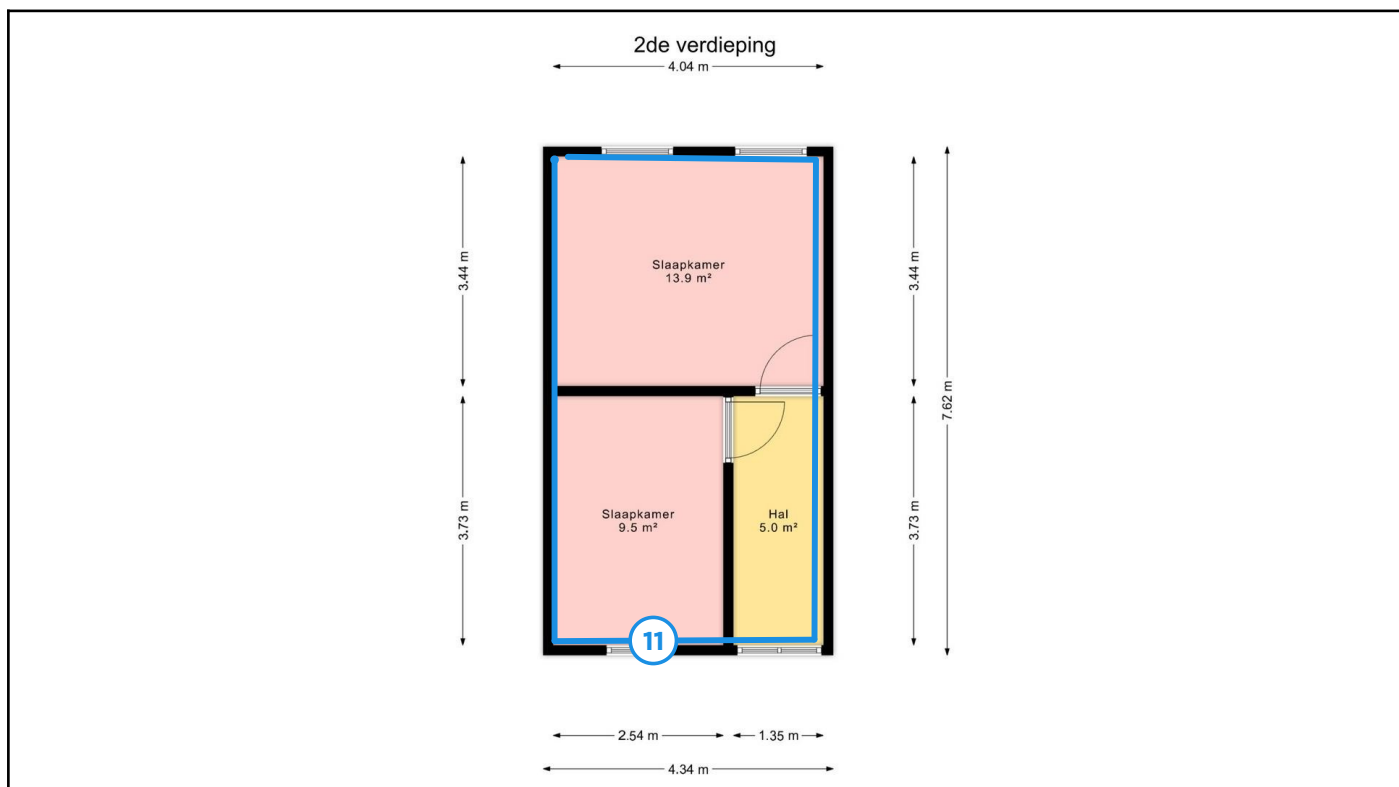 2de verdieping
4.04 m
3.44 m
3.44 m
Slaapkamer
13.9 m²
7.62 m
3.73 m
3.73 m
Slaapkamer
9.5 m²
Hal
5.0 m²
11
2.54 m
1.35 m
4.34 m